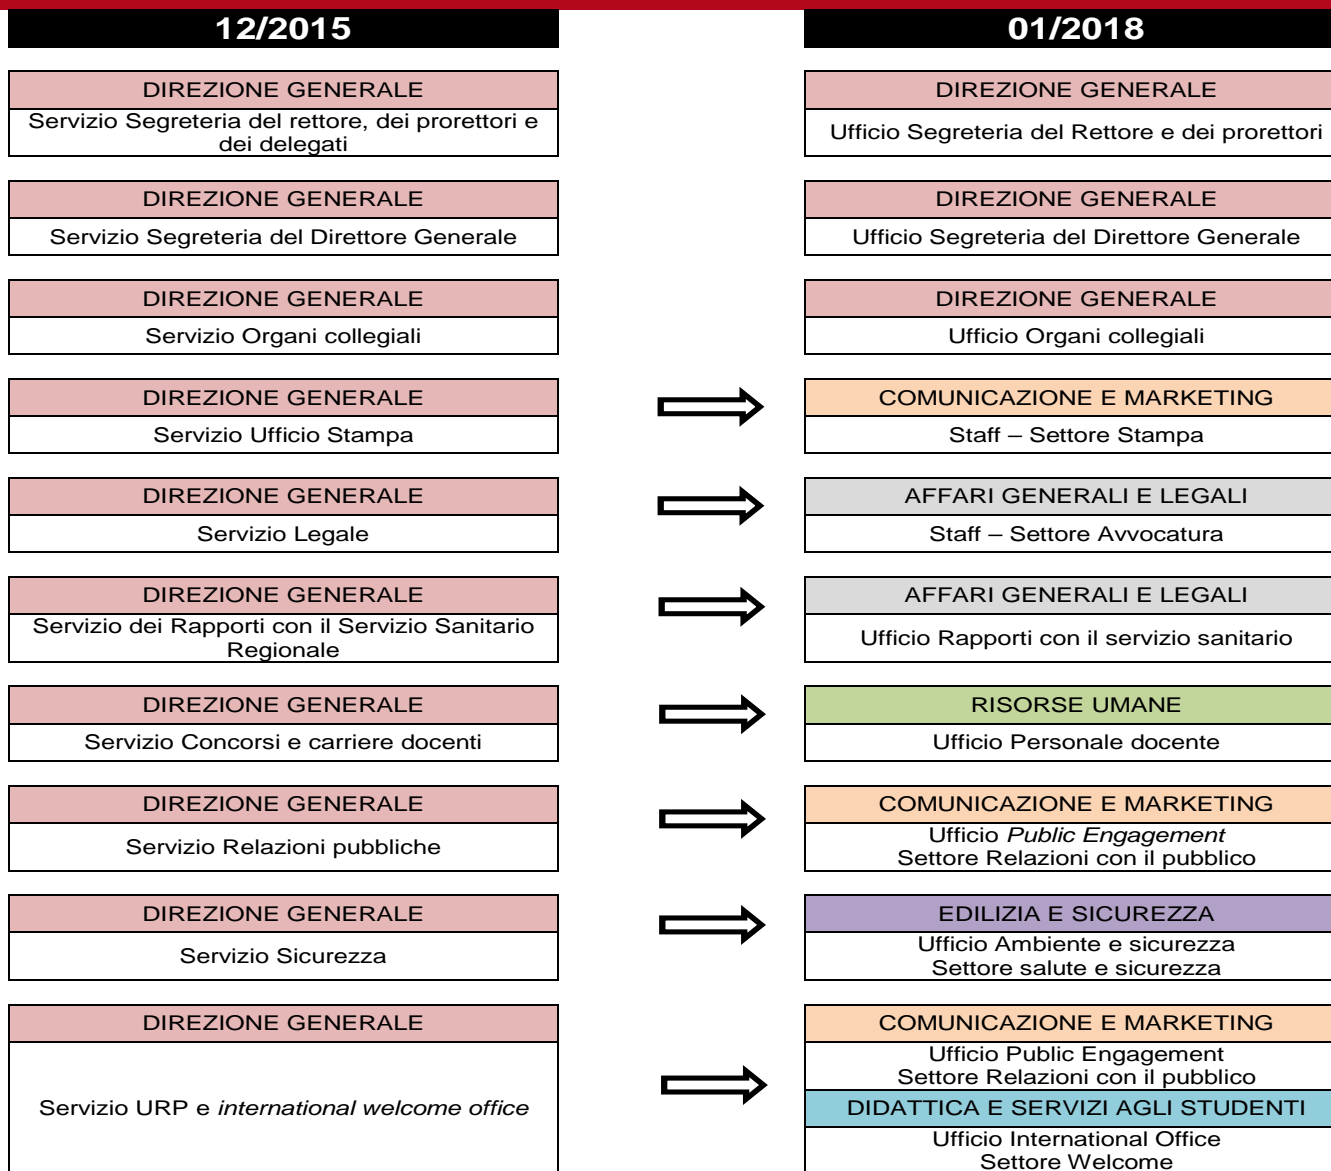 12/2015
01/2018
DIREZIONE GENERALE
Servizio Segreteria del rettore, dei prorettori e
dei delegati
DIREZIONE GENERALE
Ufficio Segreteria del Rettore e dei prorettori
DIREZIONE GENERALE
Servizio Segreteria del Direttore Generale
DIREZIONE GENERALE
Ufficio Segreteria del Direttore Generale
DIREZIONE GENERALE
Servizio Organi collegiali
DIREZIONE GENERALE
Ufficio Organi collegiali
DIREZIONE GENERALE
Servizio Ufficio Stampa
COMUNICAZIONE E MARKETING
Staff – Settore Stampa
DIREZIONE GENERALE
Servizio Legale
AFFARI GENERALI E LEGALI
Staff – Settore Avvocatura
DIREZIONE GENERALE
Servizio dei Rapporti con il Servizio Sanitario
Regionale
AFFARI GENERALI E LEGALI
Ufficio Rapporti con il servizio sanitario
DIREZIONE GENERALE
Servizio Concorsi e carriere docenti
RISORSE UMANE
Ufficio Personale docente
DIREZIONE GENERALE
Servizio Relazioni pubbliche
COMUNICAZIONE E MARKETING
Ufficio Public Engagement
Settore Relazioni con il pubblico
DIREZIONE GENERALE
Servizio Sicurezza
EDILIZIA E SICUREZZA
Ufficio Ambiente e sicurezza
Settore salute e sicurezza
DIREZIONE GENERALE
Servizio URP e international welcome office
COMUNICAZIONE E MARKETING
Ufficio Public Engagement
Settore Relazioni con il pubblico
DIDATTICA E SERVIZI AGLI STUDENTI
Ufficio International Office
Settore Welcome